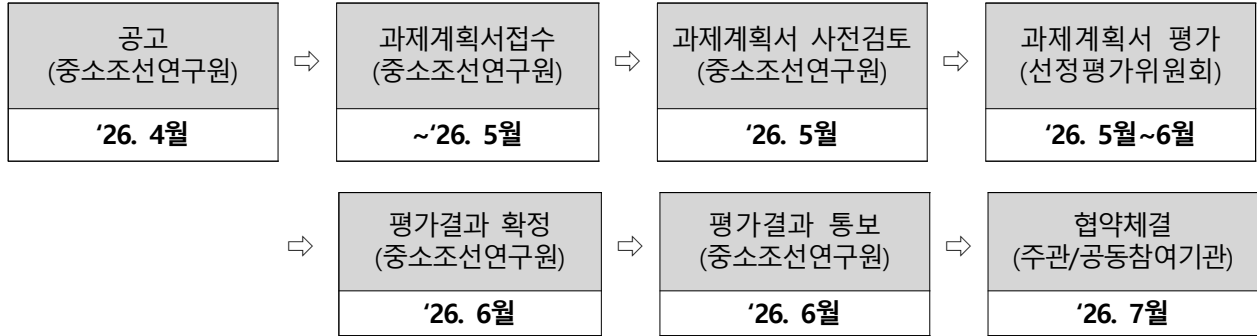 공고
(중소조선연구원)
‘26. 4월
⇨
과제계획서접수
(중소조선연구원)
~‘26. 5월
⇨
과제계획서 사전검토
(중소조선연구원)
‘26. 5월
⇨
과제계획서 평가
(선정평가위원회)
‘26. 5월~6월
⇨
평가결과 확정
(중소조선연구원)
‘26. 6월
⇨
평가결과 통보
(중소조선연구원)
‘26. 6월
⇨
협약체결
(주관/공동참여기관)
‘26. 7월